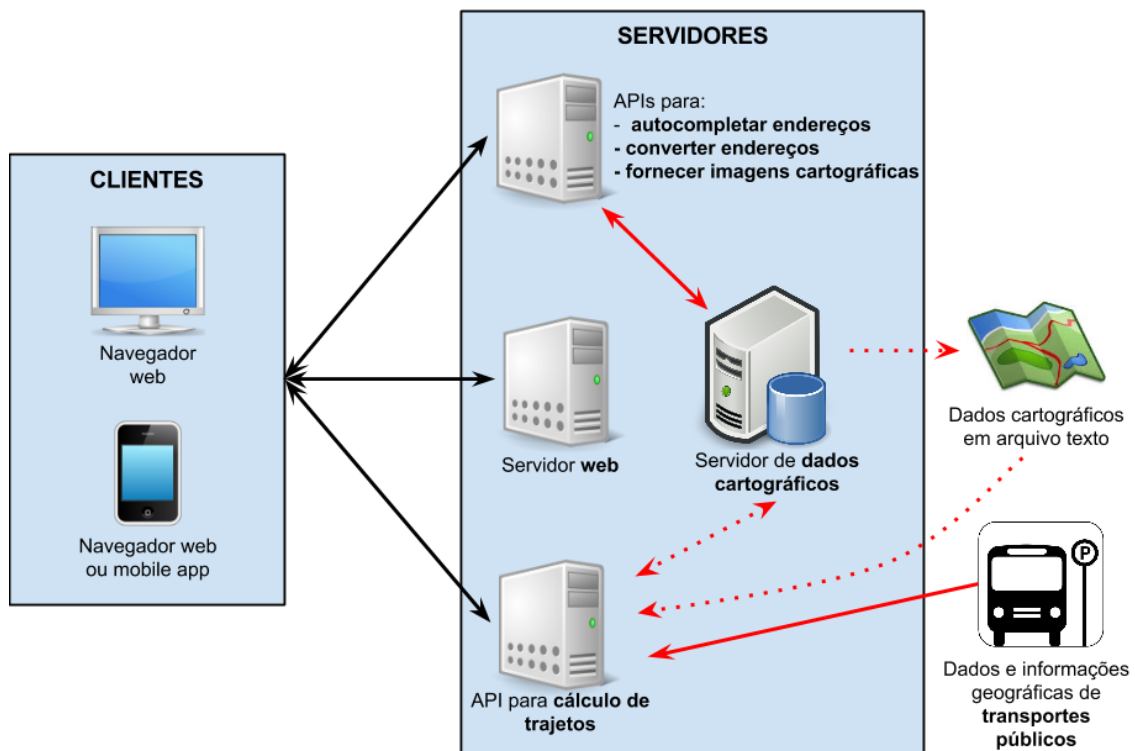 SERVIDORES
APIs para:
- autocompletar endereços
- converter endereços
- fornecer imagens cartográficas
CLIENTES
Navegador
web
Navegador web
ou mobile app
Servidor web
Servidor de dados
cartográficos
Dados cartográficos
em arquivo texto
API para cálculo de
trajetos
P
Dados e informações
geográficas de
transportes
públicos